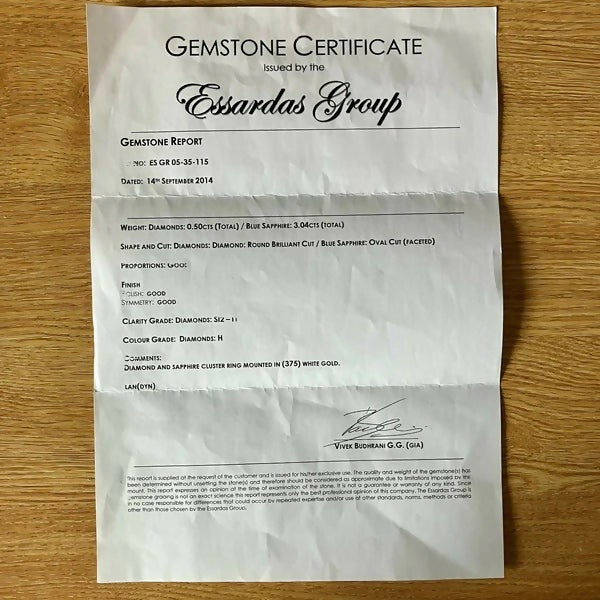 GEMSTONE CERTIFICATE
Issued by the
Essardas Group
GEMSTONE REPORT
NO: ES GR 05-35-115
DATED: 14TH SEPTEMBER 2014
WEIGHT: DIAMONDS: 0.50CTS (TOTAL) / BLUE SAPPHIRE: 3.04CTS (TOTAL)
SHAPE AND CUT: DIAMONDS: DIAMOND: ROUND BRILLIANT CUT / BLUE SAPPHIRE: OVAL CUT (FACETED)
PROPORTIONS: GOOD
FINISH
POLISH: GOOD
SYMMETRY: GOOD
CLARITY GRADE: DIAMONDS: SI2 – I1
COLOUR GRADE: DIAMONDS: H
COMMENTS:
DIAMOND AND SAPPHIRE CLUSTER RING MOUNTED IN (375) WHITE GOLD.
LAN(DYN)
VIVEK BUDHRANI G.G. (GIA)
This report is supplied at the request of the customer and is issued for his/her exclusive use. The quality and weight of the gemstone(s) has
been determined without unsetting the stone(s) and therefore should be considered as approximate due to limitations imposed by the
mount. This report expresses an opinion at the time of examination of the stone. It is not a guarantee or warranty of any kind. Since
gemstone grading is not an exact science this report represents only the best professional opinion of this company. The Essardas Group is
in no case responsible for differences that could occur by repeated expertise and/or use of other standards, norms, methods or criteria
other than those chosen by the Essardas Group.